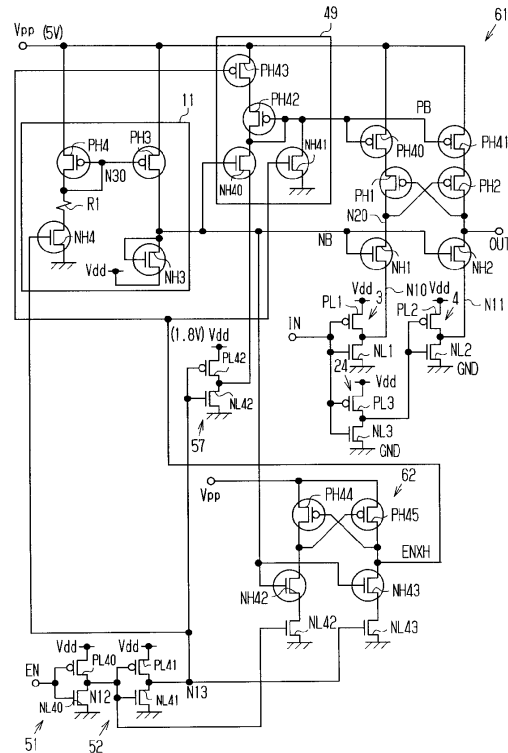 49
61
Vpp (5V)
PH43
PH42
PB
11
PH4
PH3
PH40
PH41
N30
NH40
NH41
PH1
PH2
R1
N20
NH4
NB
OUT
NH3
NH1
NH2
Vdd
N10
N11
Vdd
Vdd
PL1
3
PL2
4
IN
(1.8V)
Vdd
NL1
NL2
PL42
24
Vdd
GND
PL3
NL42
NL3
57
GND
Vpp
PH44
62
PH45
ENXH
NH42
NH43
NL42
NL43
Vdd
Vdd
EN
PL40
PL41
N12
N13
NL40
NL41
51
52